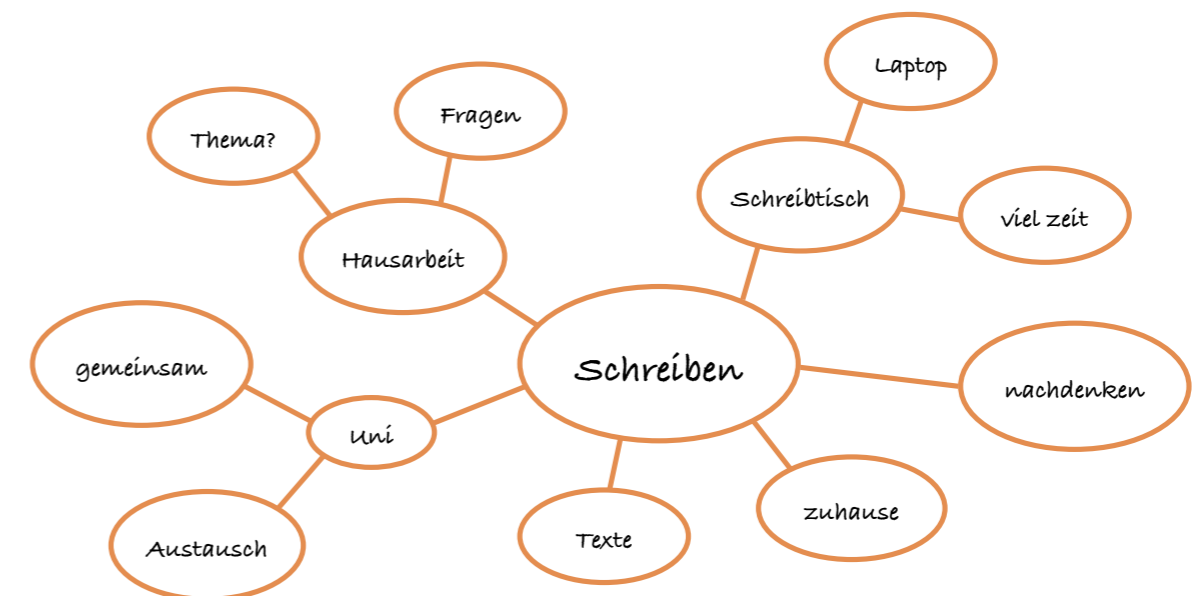 Laptop
Fragen
Thema?
Schreibtisch
viel zeit
Hausarbeit
gemeinsam
Schreiben
nachdenken
Uni
zuhause
Texte
Austausch